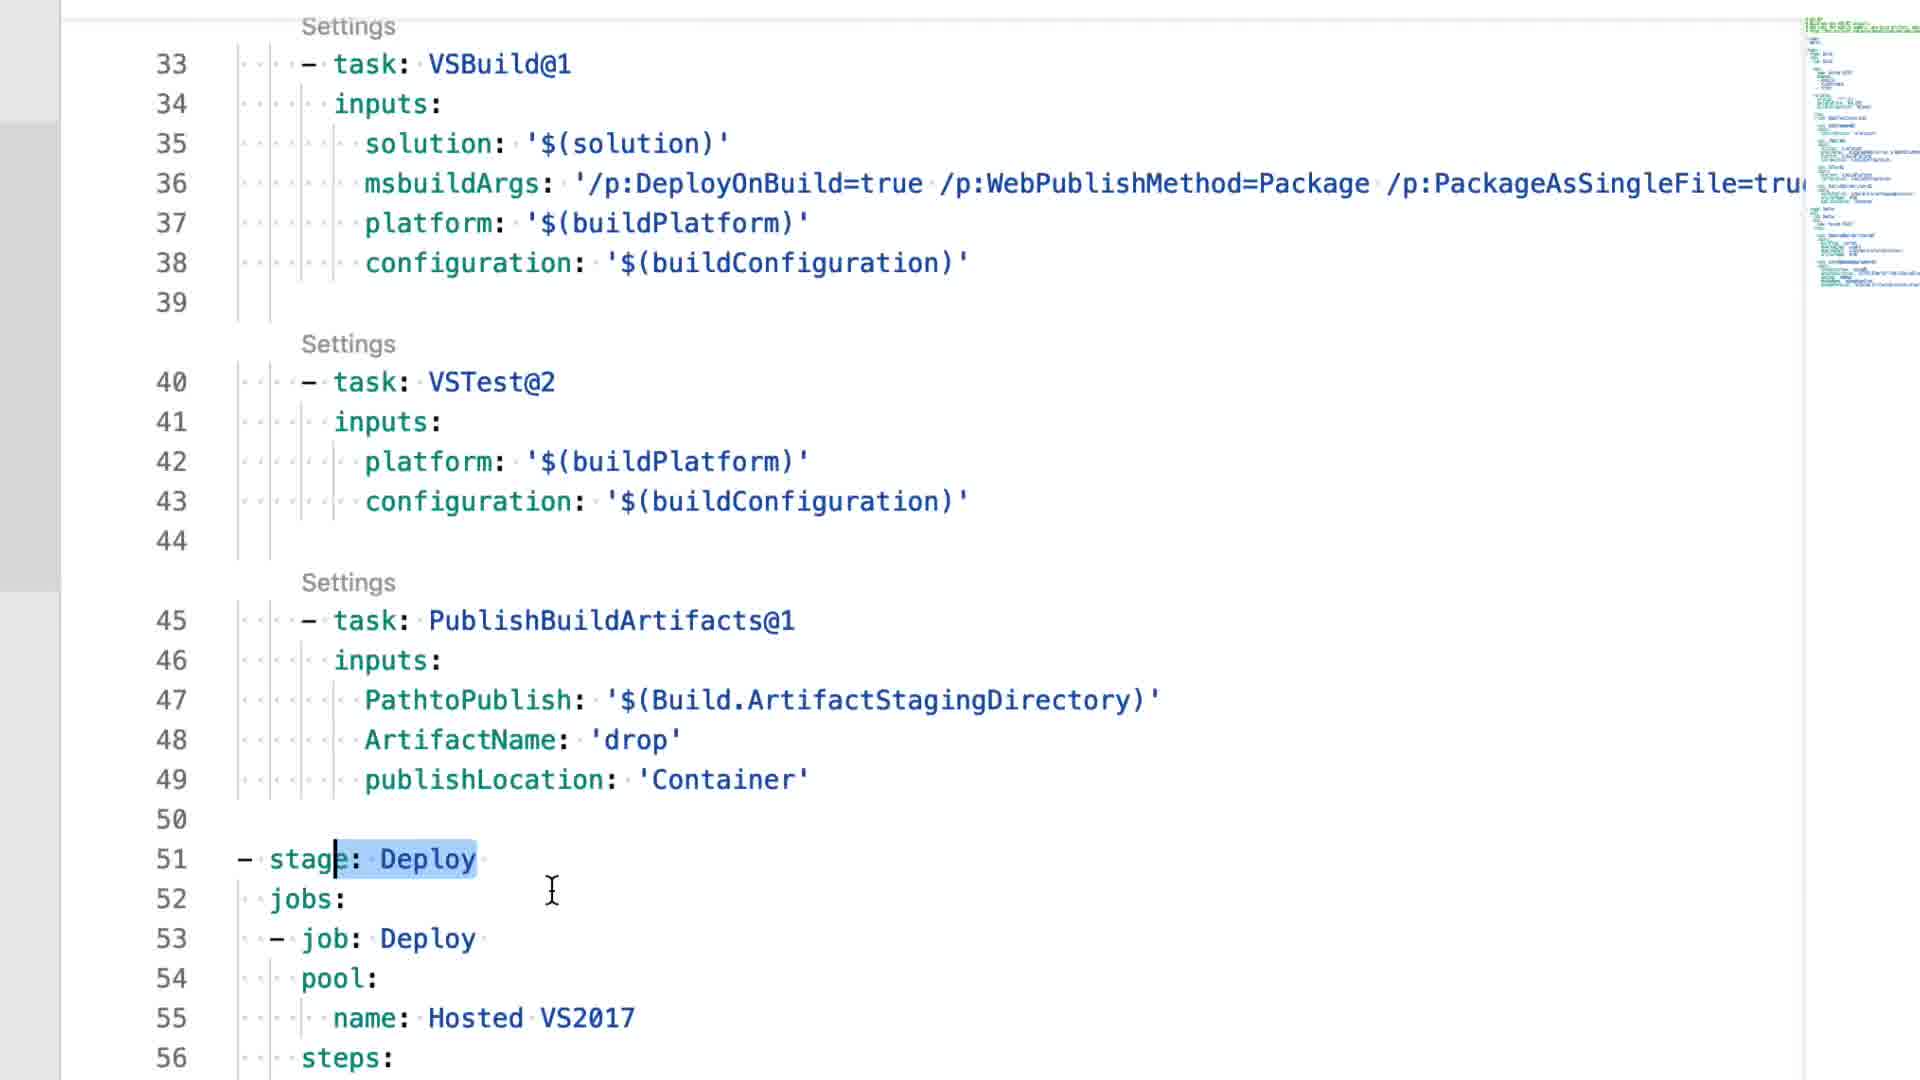 Settings
33 - task: VSBuild@1
34 inputs:
35 solution: '$(solution)'
36 msbuildArgs: '/p:DeployOnBuild=true /p:WebPublishMethod=Package /p:PackageAsSingleFile=true
37 platform: '$(buildPlatform)'
38 configuration: '$(buildConfiguration)'
39
Settings
40 - task: VSTest@2
41 inputs:
42 platform: '$(buildPlatform)'
43 configuration: '$(buildConfiguration)'
44
Settings
45 - task: PublishBuildArtifacts@1
46 inputs:
47 PathtoPublish: '$(Build.ArtifactStagingDirectory)'
48 ArtifactName: 'drop'
49 publishLocation: 'Container'
50
51 - stage: Deploy
52 jobs:
53 - job: Deploy
54 pool:
55 name: Hosted VS2017
56 steps: